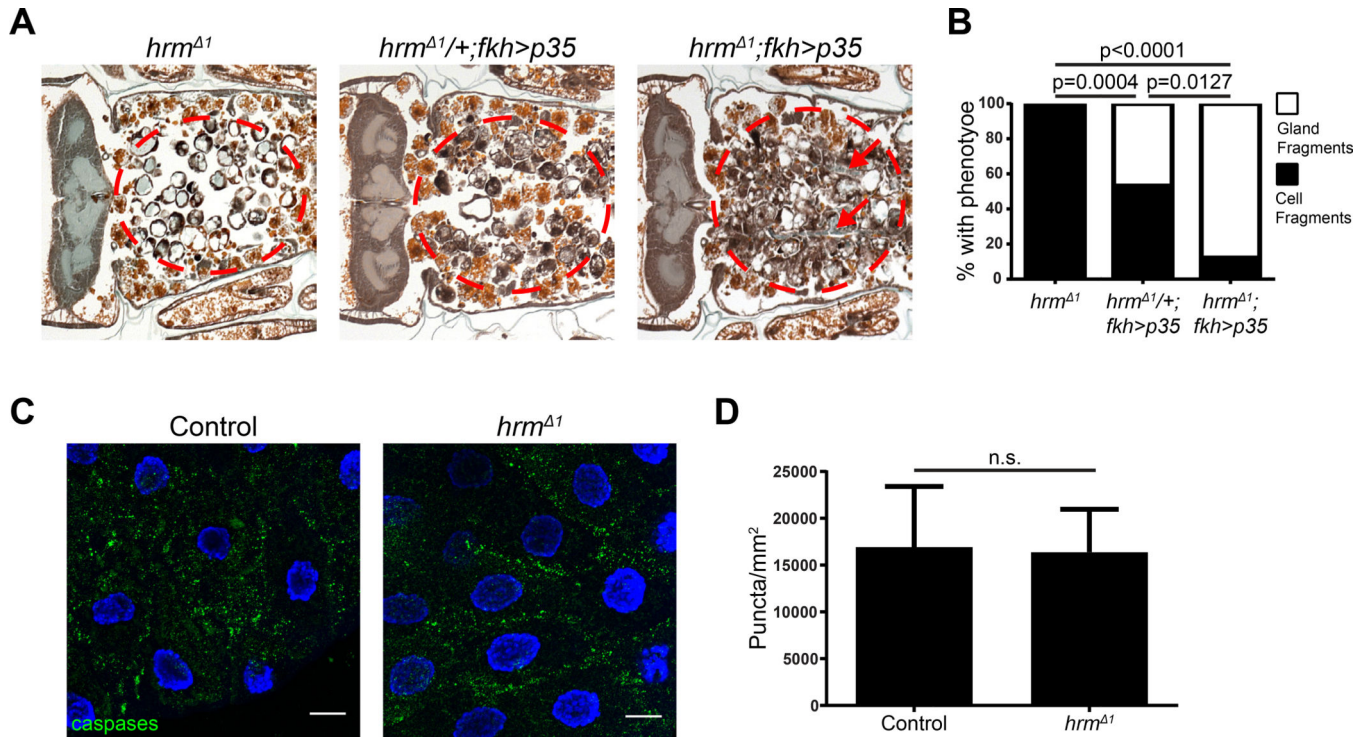 A
hrmΔ1
hrmΔ1/+;fkh>p35
hrmΔ1;fkh>p35
B
p<0.0001
p=0.0004
p=0.0127
% with phenotyoe
100
80
60
40
20
0
hrmΔ1
hrmΔ1/+;
fkh>p35
hrmΔ1;
fkh>p35
Gland
Fragments
Cell
Fragments
C
Control
hrmΔ1
caspases
D
n.s.
Puncta/mm²
25000
20000
15000
10000
5000
0
Control
hrmΔ1